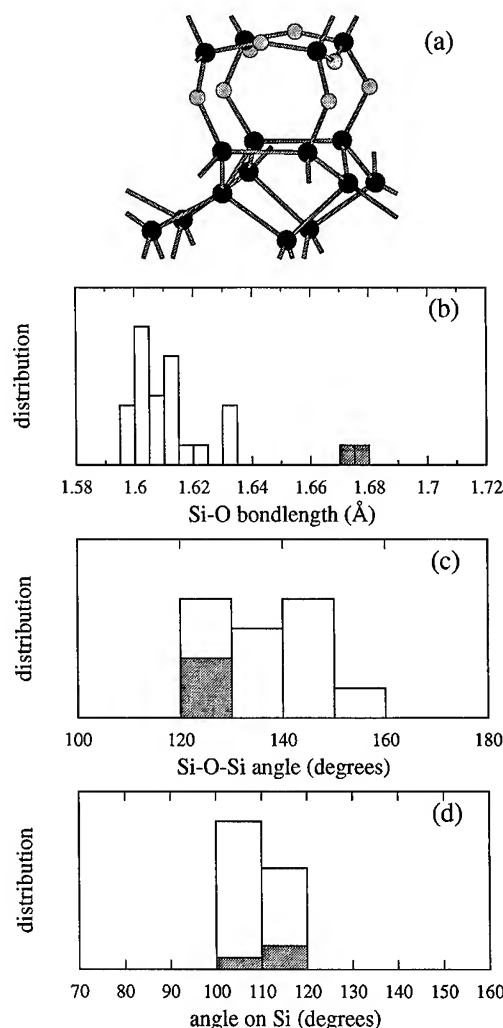 (a)
(b)
distribution
1.58 1.6 1.62 1.64 1.66 1.68 1.7 1.72
Si-O bondlength (Å)
(c)
distribution
100 120 140 160 180
Si-O-Si angle (degrees)
(d)
distribution
70 80 90 100 110 120 130 140 150 160
angle on Si (degrees)